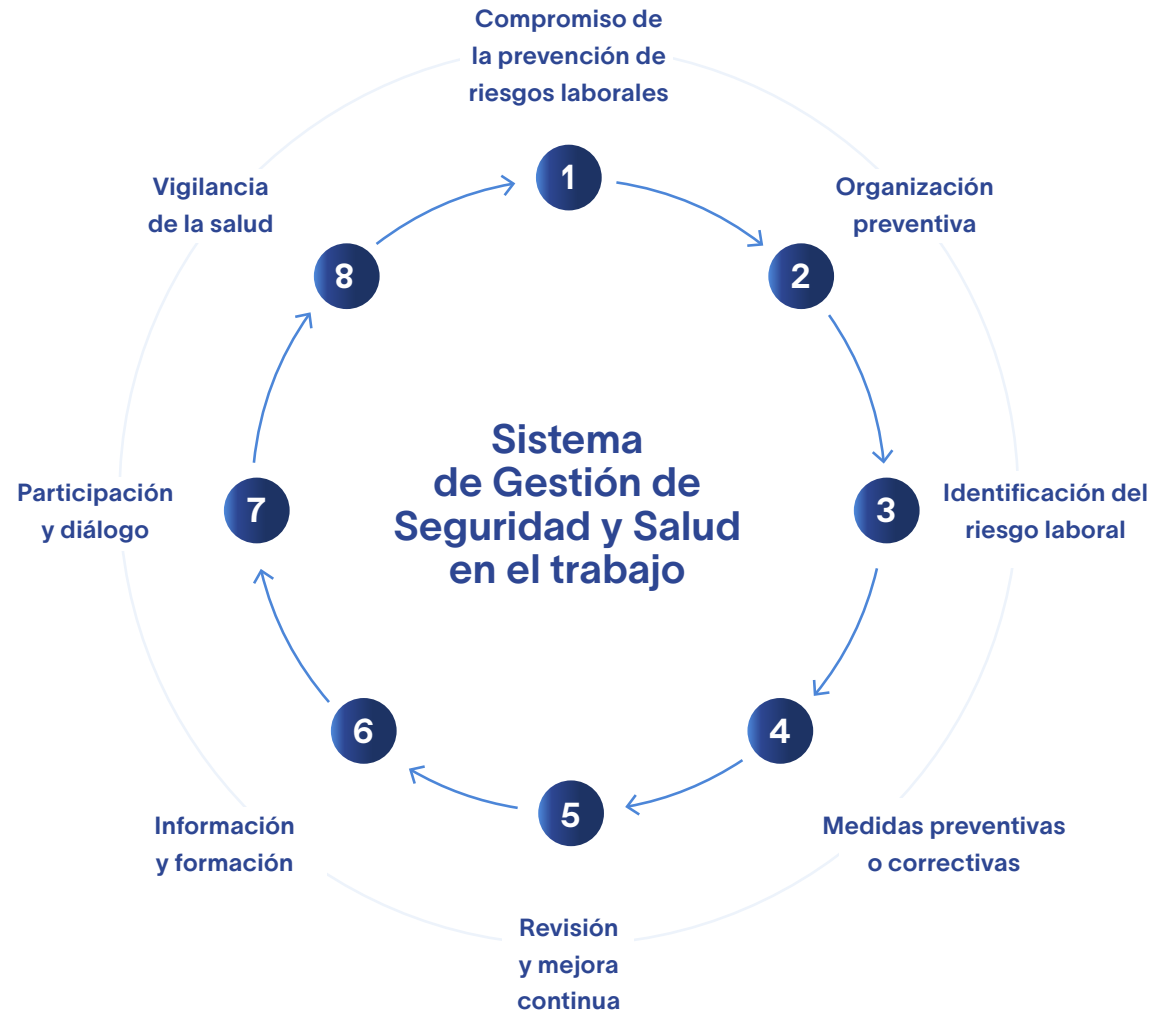 Compromiso de
la prevención de
riesgos laborales
1
Organización
preventiva
2
Identificación del
riesgo laboral
3
Medidas preventivas
o correctivas
4
Revisión
y mejora
continua
5
Información
y formación
6
Participación
y diálogo
7
Vigilancia
de la salud
8
Sistema
de Gestión de
Seguridad y Salud
en el trabajo